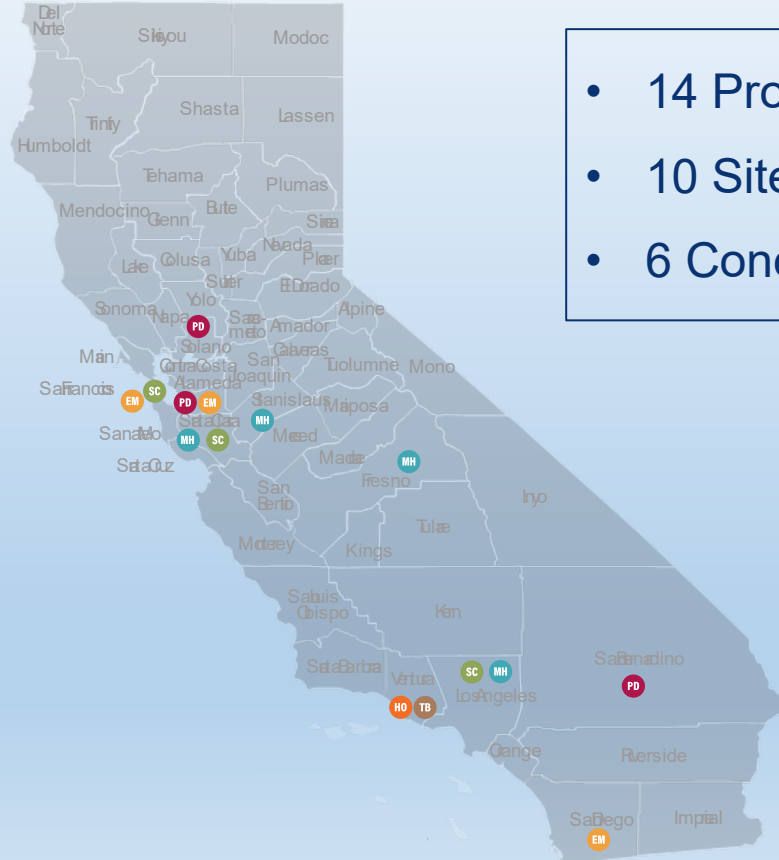 • 14 Pro
• 10 Site
• 6 Con
Del
Norte
Siskiyou
Modoc
Shasta
Lassen
Trinity
Humboldt
Tehama
Plumas
Mendocino
Glenn
Butte
Sierra
Nevada
Lake
Colusa
Yuba
Placer
Sutter
El Dorado
Yolo
Sonoma
Napa
Sacra-
mento
Amador
Alpine
PD
Solano
Calaveras
Marin
Contra Costa
San
Joaquin
Tuolumne
Mono
Alameda
San Francisco
EM
SC
PD
EM
Stanislaus
Mariposa
Santa Clara
MH
San Mateo
MH
SC
Merced
Santa Cruz
Madera
MH
Fresno
San
Benito
Inyo
Tulare
Monterey
Kings
San Luis
Obispo
Kern
Santa Barbara
Ventura
SC
MH
Los Angeles
San Bernardino
PD
HO
TB
Orange
Riverside
San Diego
Imperial
EM